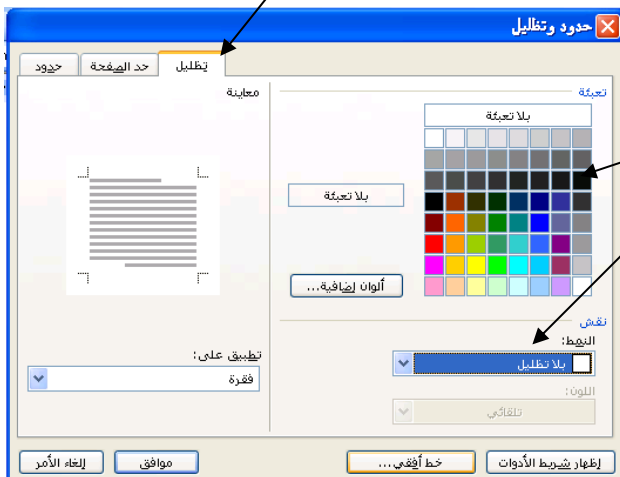 حدود وتظليل
تظليل
حد الصفحة
حدود
تعبئة
بلا تعبئة
بلا تعبئة
ألوان إضافية...
معاينة
نقش
النمط:
بلا تظليل
اللون:
تلقائي
تطبيق على:
فقرة
إظهار شريط الأدوات
خط أفقي...
موافق
إلغاء الأمر